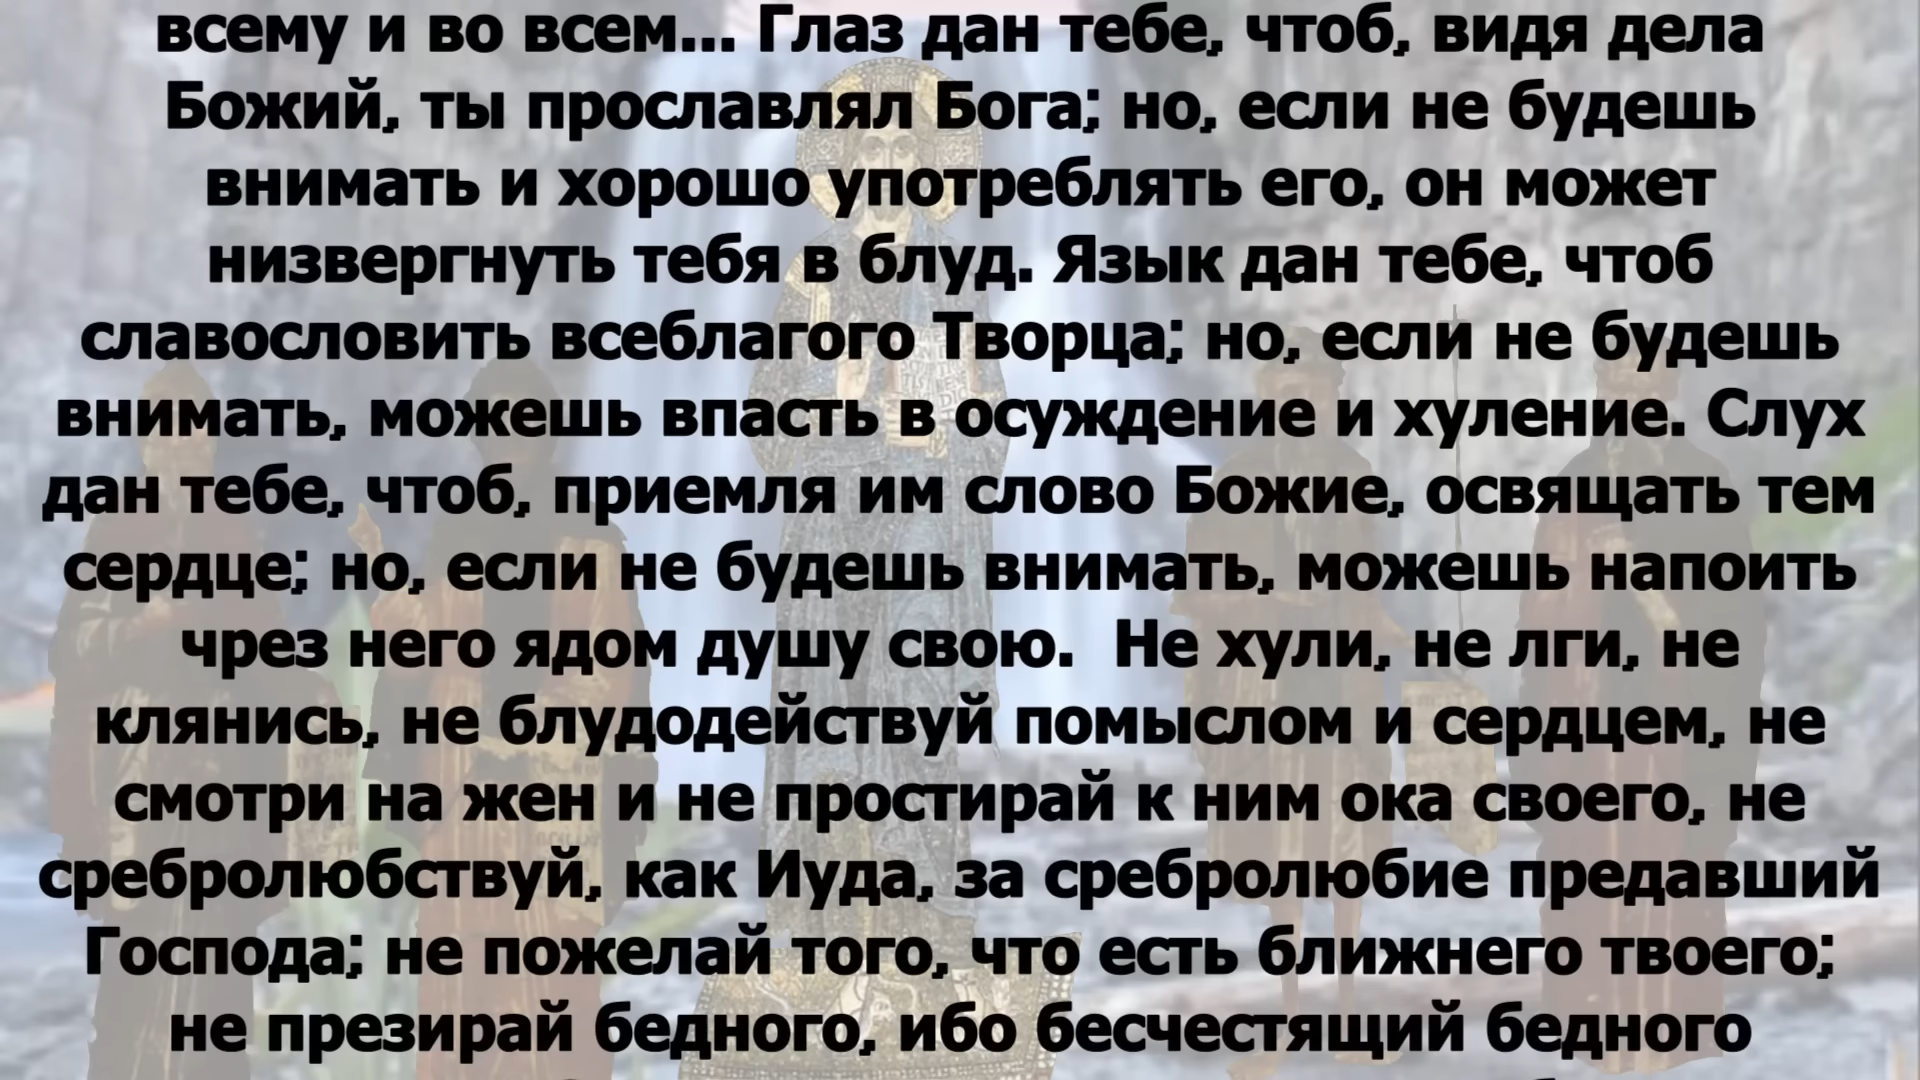 всему и во всем... Глаз дан тебе, чтоб, видя дела
Божий, ты прославлял Бога; но, если не будешь
внимать и хорошо употреблять его, он может
низвергнуть тебя в блуд. Язык дан тебе, чтоб
славословить всеблагого Творца; но, если не будешь
внимать, можешь впасть в осуждение и хуление. Слух
дан тебе, чтоб, приемля им слово Божие, освящать тем
сердце; но, если не будешь внимать, можешь напоить
чрез него ядом душу свою.  Не хули, не лги, не
клянись, не блудодействуй помыслом и сердцем, не
смотри на жен и не простирай к ним ока своего, не
сребролюбствуй, как Иуда, за сребролюбие предавший
Господа; не пожелай того, что есть ближнего твоего;
не презирай бедного, ибо бесчестящий бедного